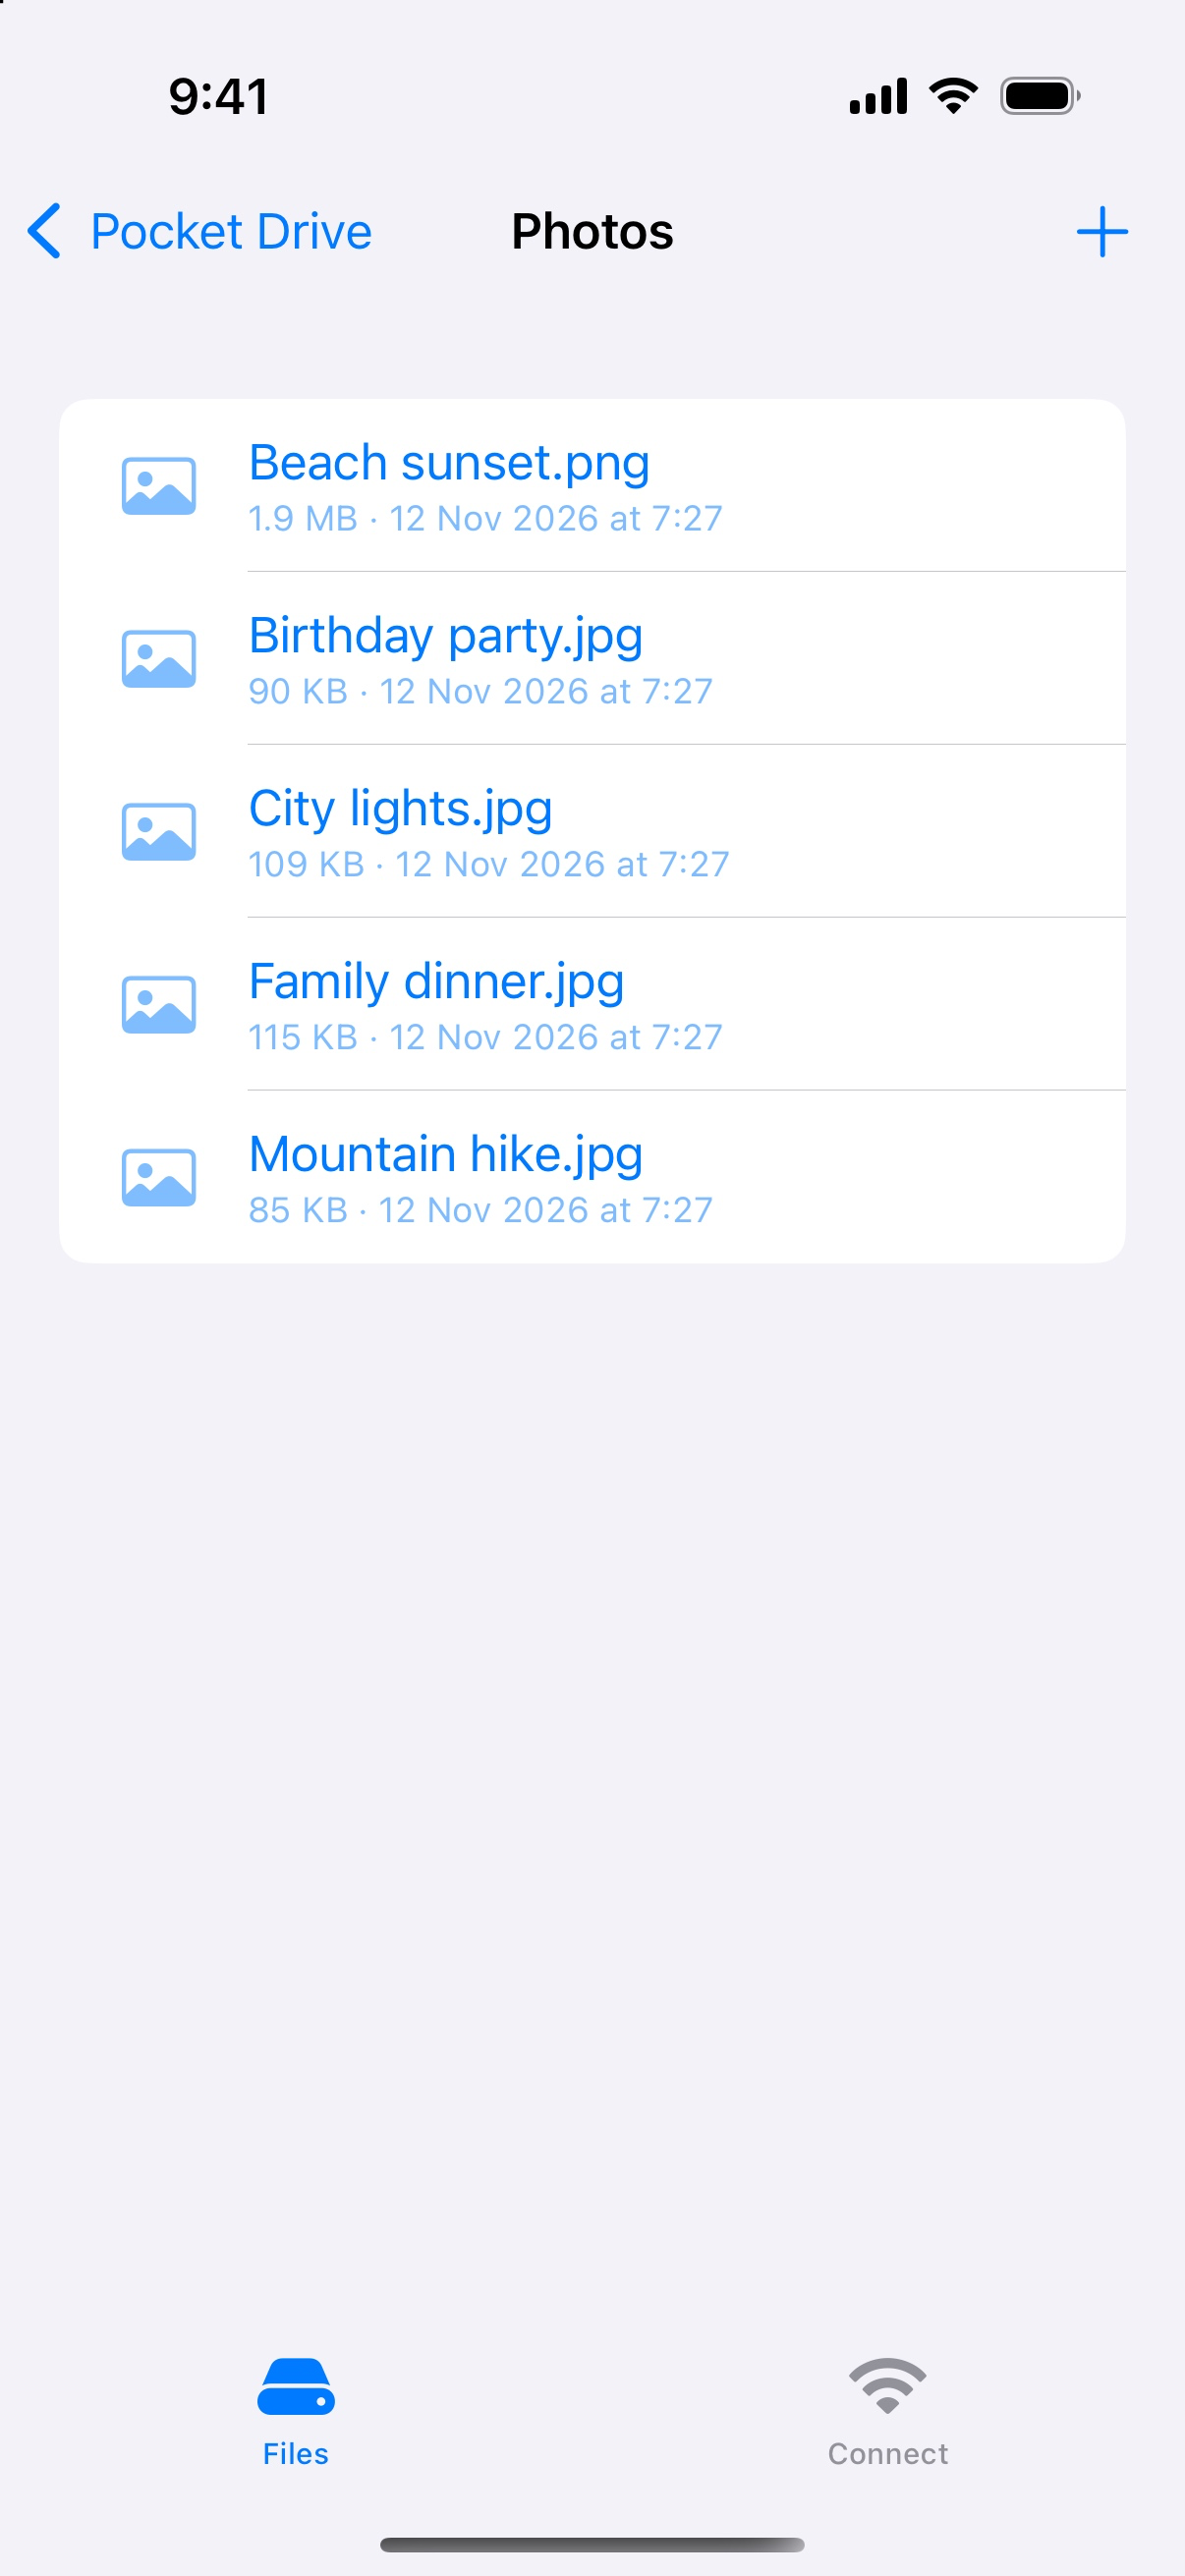 9:41
Pocket Drive
Photos
Beach sunset.png
1.9 MB · 12 Nov 2026 at 7:27
Birthday party.jpg
90 KB · 12 Nov 2026 at 7:27
City lights.jpg
109 KB · 12 Nov 2026 at 7:27
Family dinner.jpg
115 KB · 12 Nov 2026 at 7:27
Mountain hike.jpg
85 KB · 12 Nov 2026 at 7:27
Files
Connect